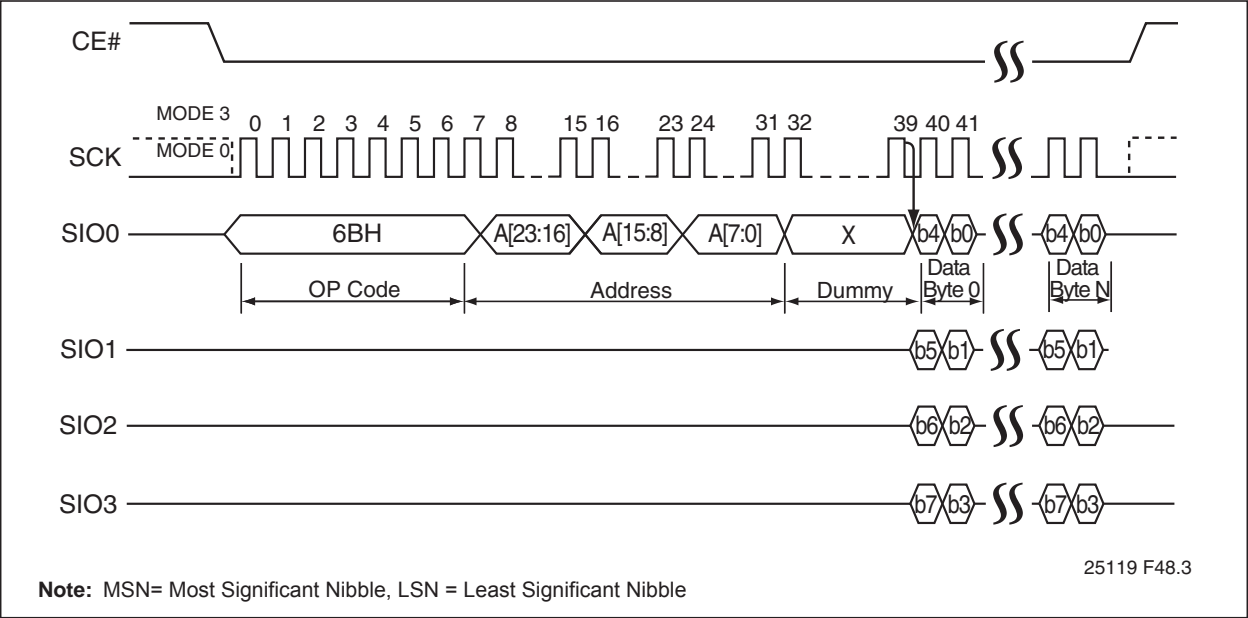 CE#
MODE 3
0 1 2 3 4 5 6 7 8 15 16 23 24 31 32 39 40 41
SCK
MODE 0
SIO0
6BH
A[23:16]
A[15:8]
A[7:0]
X
b4 b0
b4 b0
OP Code
Address
Dummy
Data
Byte 0
Data
Byte N
SIO1
b5 b1
b5 b1
SIO2
b6 b2
b6 b2
SIO3
b7 b3
b7 b3
25119 F48.3
Note: MSN= Most Significant Nibble, LSN = Least Significant Nibble